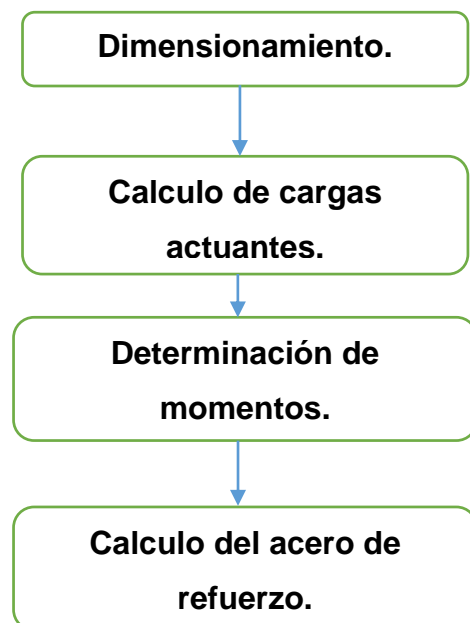 Dimensionamiento.
Calculo de cargas
actuantes.
Determinación de
momentos.
Calculo del acero de
refuerzo.